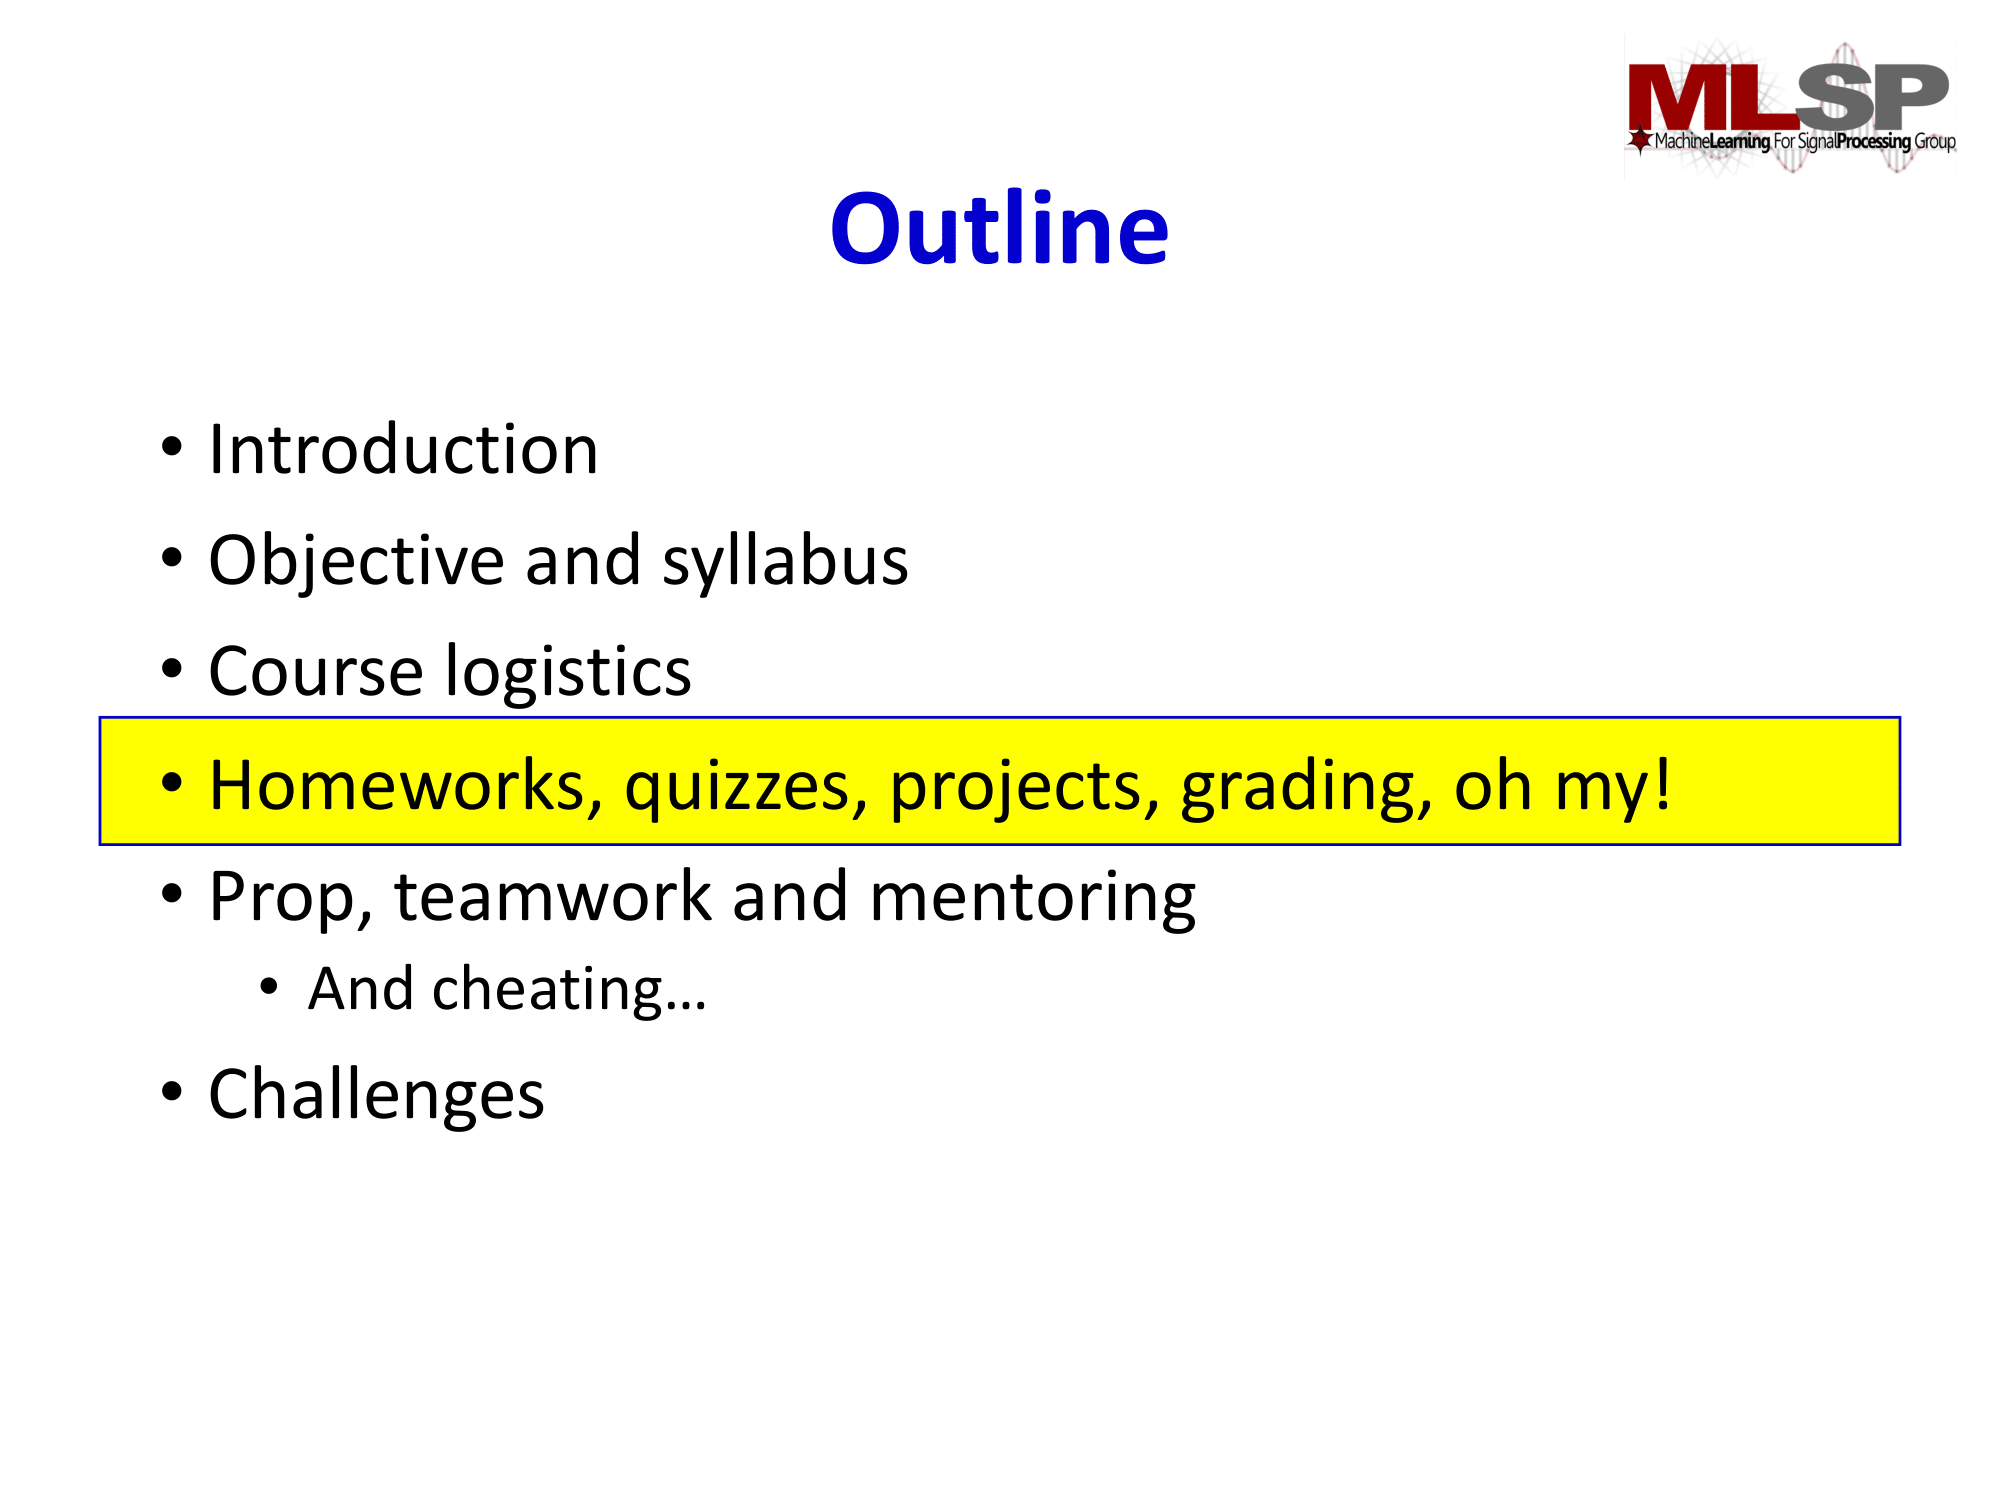 MLSP
MachineLearning For SignalProcessing Group
Outline
• Introduction
• Objective and syllabus
• Course logistics
• Homeworks, quizzes, projects, grading, oh my!
• Prop, teamwork and mentoring
• And cheating…
• Challenges